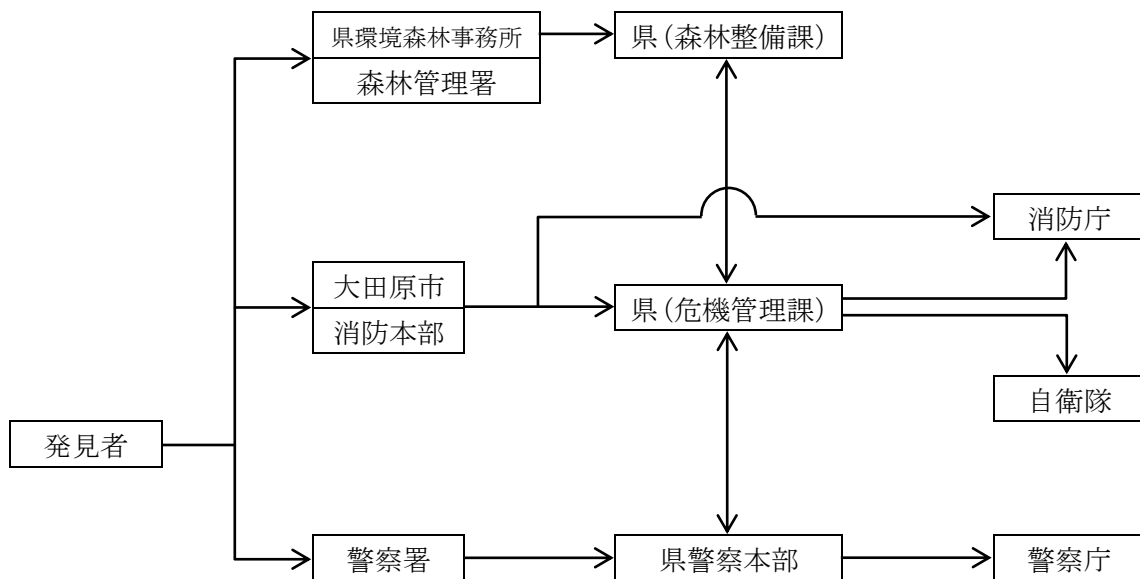 県環境森林事務所
森林管理署
県(森林整備課)
消防庁
大田原市
消防本部
県(危機管理課)
自衛隊
発見者
警察署
県警察本部
警察庁